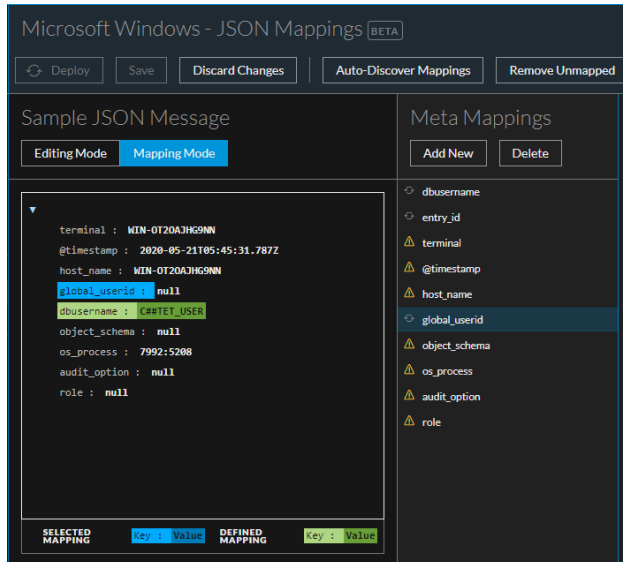 Microsoft Windows - JSON Mappings BETA
Deploy Save Discard Changes Auto-Discover Mappings Remove Unmapped
Sample JSON Message
Editing Mode Mapping Mode
terminal : WIN-OT2OAJHG9NN
@timestamp : 2020-05-21T05:45:31.787Z
host_name : WIN-OT2OAJHG9NN
global_userid : null
dbusername : C##TET_USER
object_schema : null
os_process : 7992:5208
audit_option : null
role : null
SELECTED MAPPING Key : Value DEFINED MAPPING Key : Value
Meta Mappings
Add New Delete
dbusername
entry_id
terminal
@timestamp
host_name
global_userid
object_schema
os_process
audit_option
role